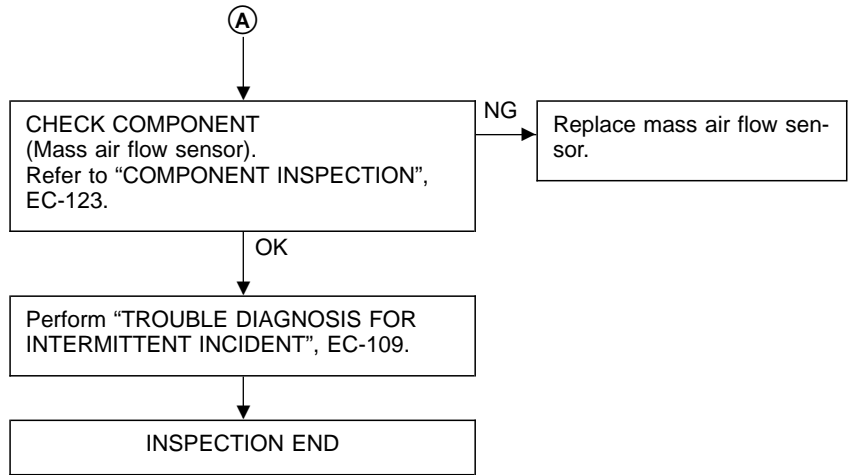 A
CHECK COMPONENT
(Mass air flow sensor).
Refer to “COMPONENT INSPECTION”,
EC-123.
NG
Replace mass air flow sen-
sor.
OK
Perform “TROUBLE DIAGNOSIS FOR
INTERMITTENT INCIDENT”, EC-109.
INSPECTION END